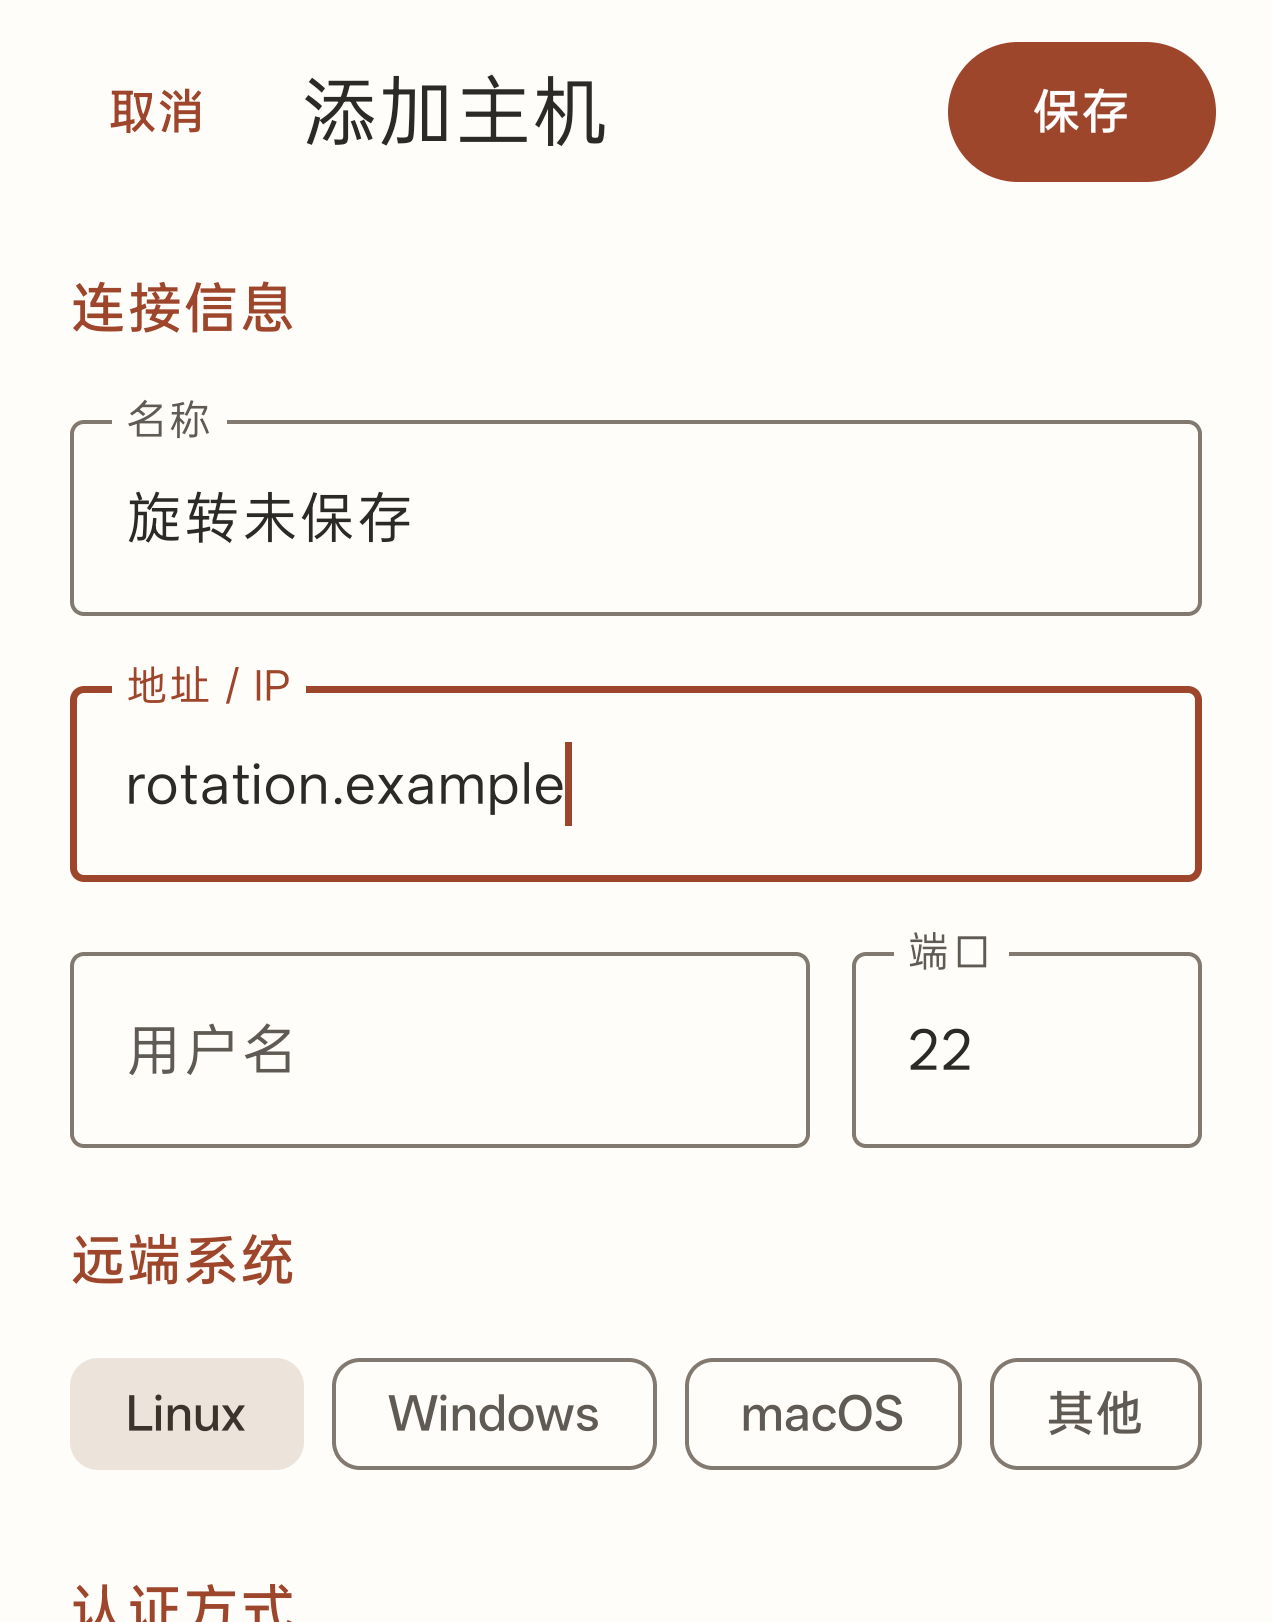 取消 添加主机 保存
连接信息
名称
旋转未保存
地址 / IP
rotation.example
端口
用户名 22
远端系统
Linux Windows macOS 其他
认证方式